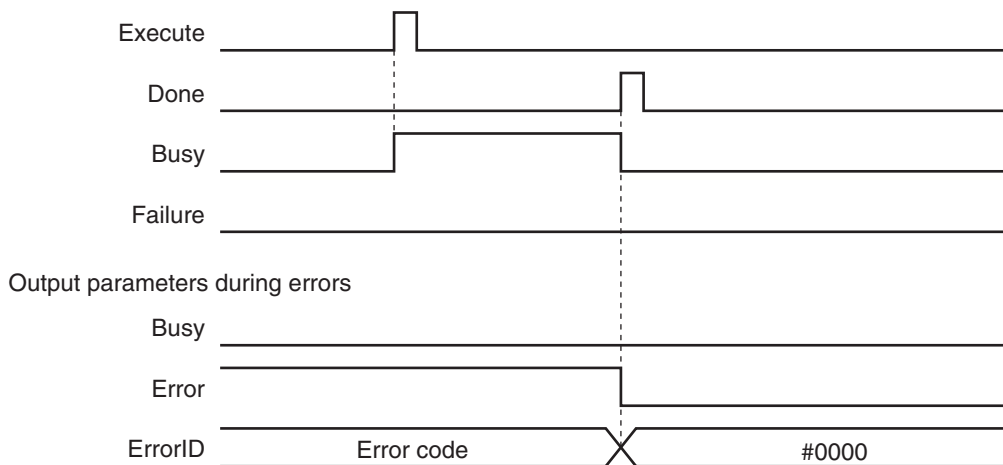 Execute
Done
Busy
Failure
Output parameters during errors
Busy
Error
ErrorID Error code #0000